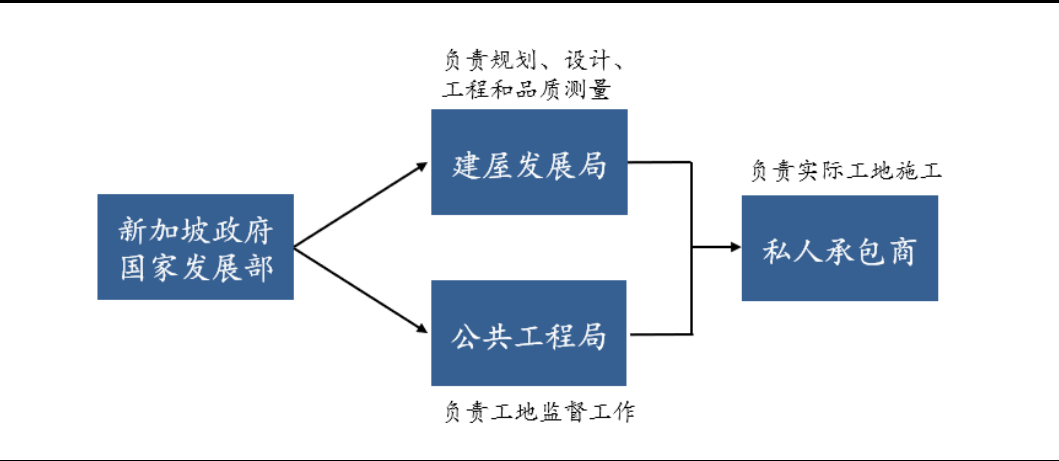 负责规划、设计、
工程和品质测量
建屋发展局
负责实际工地施工
新加坡政府
国家发展部
私人承包商
公共工程局
负责工地监督工作